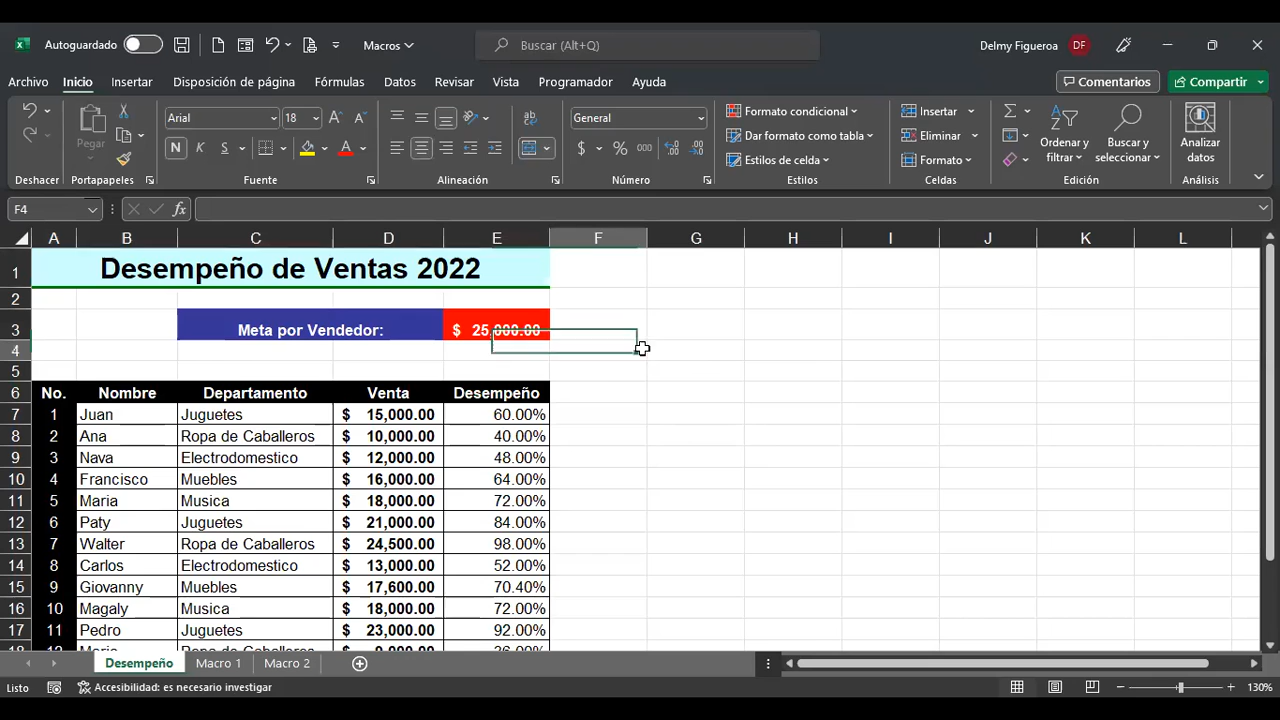 Autoguardado Macros Buscar (Alt+Q) Delmy Figueroa DF
Archivo Inicio Insertar Disposición de página Fórmulas Datos Revisar Vista Programador Ayuda Comentarios Compartir
Pegar Arial 18 General Formato condicional Insertar Ordenar y filtrar Buscar y seleccionar Analizar datos
Dar formato como tabla Eliminar
N K S A $ % 000 Estilos de celda Formato
Deshacer Portapapeles Fuente Alineación Número Estilos Celdas Edición Análisis
F4 fx
A B C D E F G H I J K L
1 Desempeño de Ventas 2022
2
3 Meta por Vendedor: $ 25,000.00
4
5
6 No. Nombre Departamento Venta Desempeño
7 1 Juan Juguetes $ 15,000.00 60.00%
8 2 Ana Ropa de Caballeros $ 10,000.00 40.00%
9 3 Nava Electrodomestico $ 12,000.00 48.00%
10 4 Francisco Muebles $ 16,000.00 64.00%
11 5 Maria Musica $ 18,000.00 72.00%
12 6 Paty Juguetes $ 21,000.00 84.00%
13 7 Walter Ropa de Caballeros $ 24,500.00 98.00%
14 8 Carlos Electrodomestico $ 13,000.00 52.00%
15 9 Giovanny Muebles $ 17,600.00 70.40%
16 10 Magaly Musica $ 18,000.00 72.00%
17 11 Pedro Juguetes $ 23,000.00 92.00%
Desempeño Macro 1 Macro 2
Listo Accesibilidad: es necesario investigar 130%